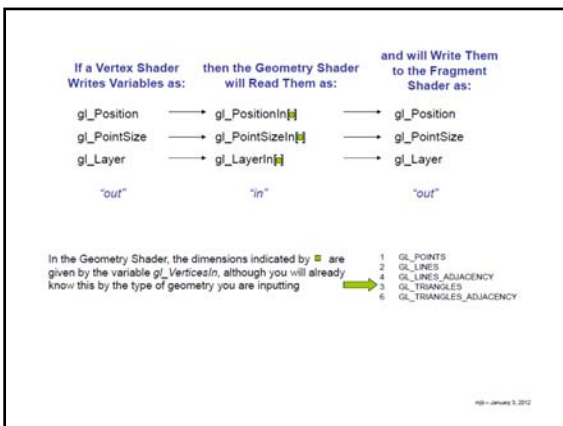 If a Vertex Shader
Writes Variables as:
then the Geometry Shader
will Read Them as:
and will Write Them
to the Fragment
Shader as:
gl_Position
gl_PositionIn[ ]
gl_Position
gl_PointSize
gl_PointSizeIn[ ]
gl_PointSize
gl_Layer
gl_LayerIn[ ]
gl_Layer
“out”
“in”
“out”
In the Geometry Shader, the dimensions indicated by are
given by the variable gl_VerticesIn, although you will already
know this by the type of geometry you are inputting
1 GL_POINTS
2 GL_LINES
4 GL_LINES_ADJACENCY
3 GL_TRIANGLES
6 GL_TRIANGLES_ADJACENCY
mjb – January 3, 2012